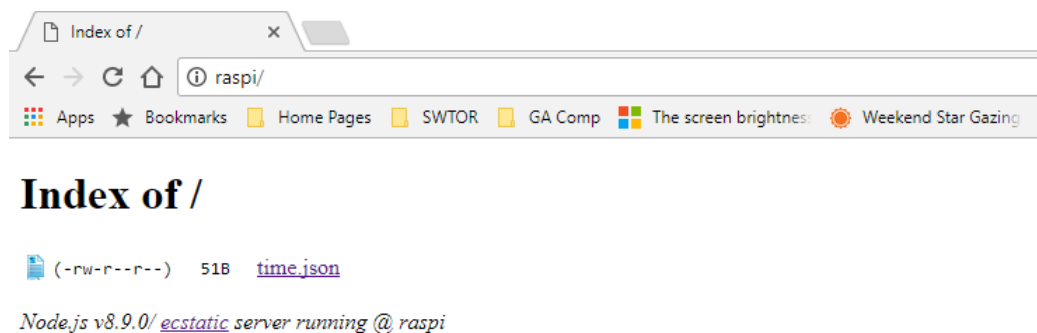 Index of /
raspi/
Apps Bookmarks Home Pages SWTOR GA Comp The screen brightness Weekend Star Gazing
Index of /
(-rw-r--r--) 51B time.json
Node.js v8.9.0/ ecstatic server running @ raspi